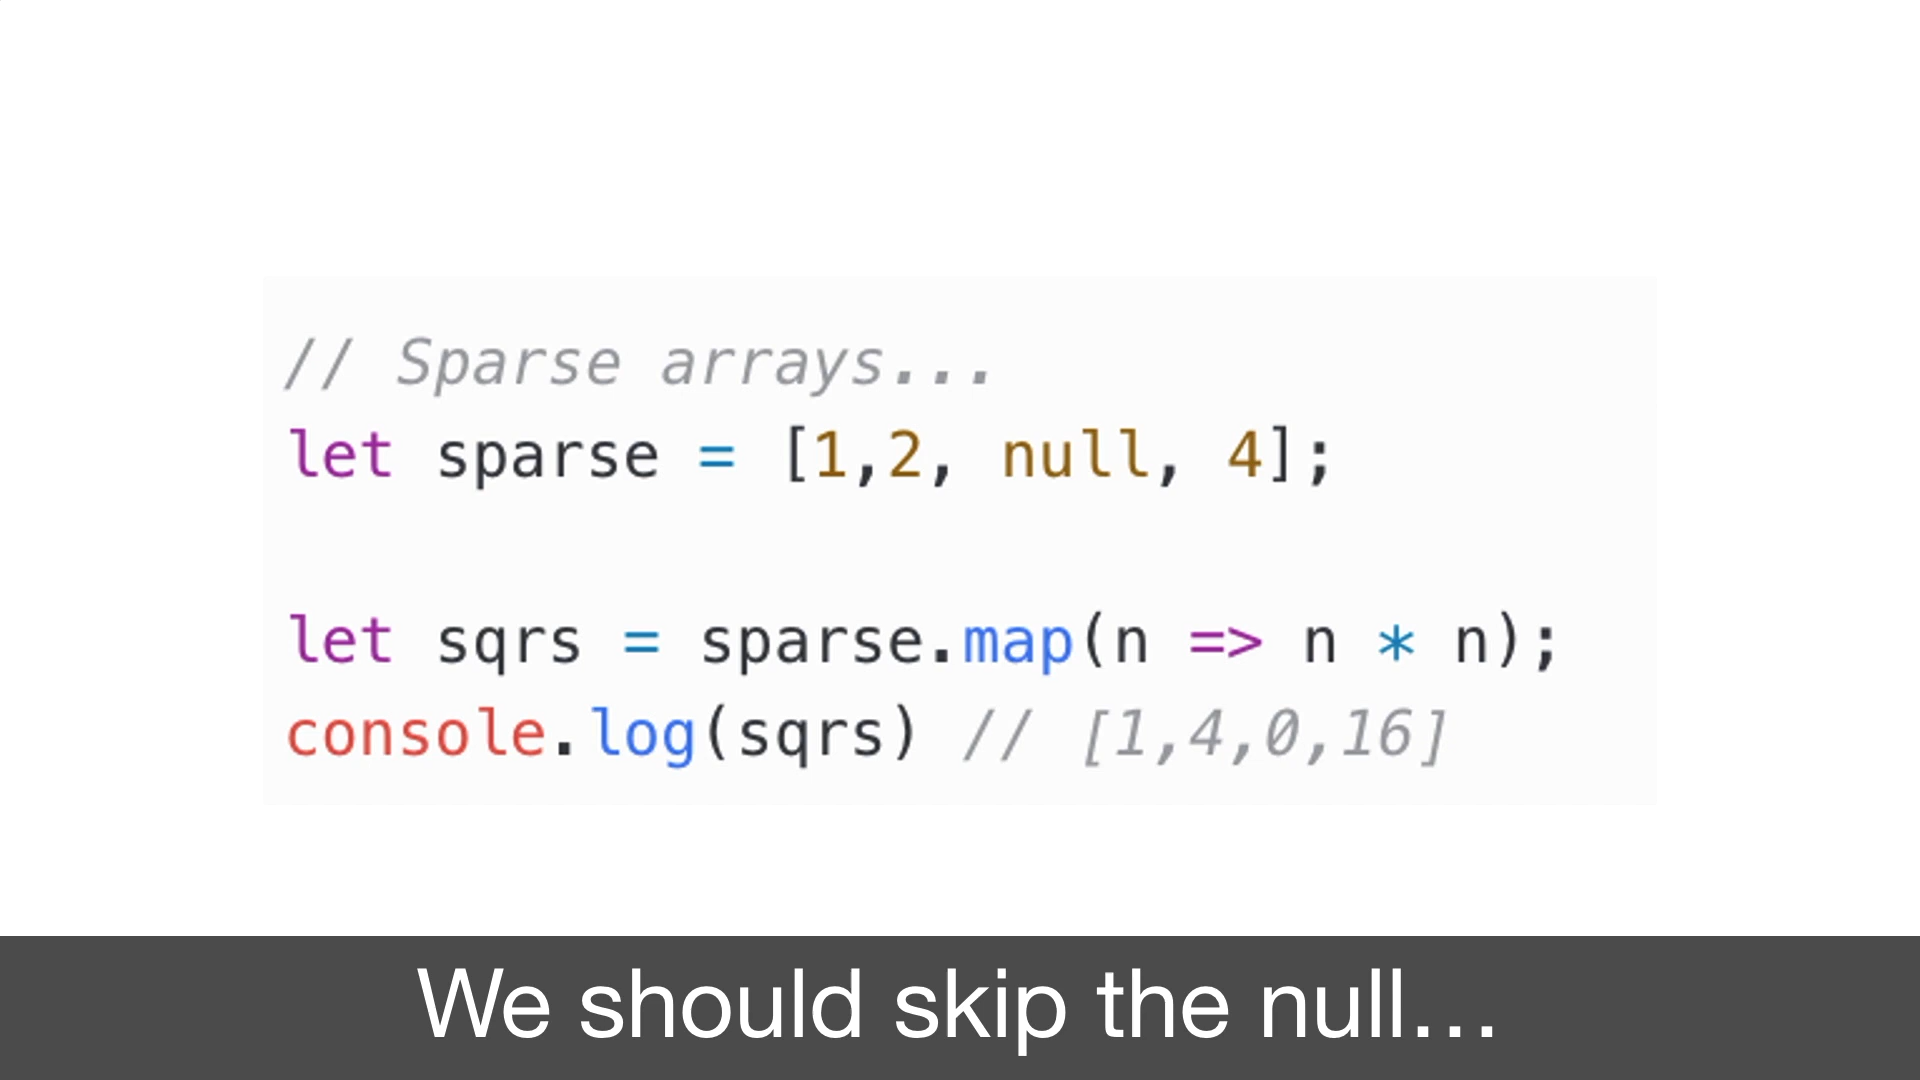 // Sparse arrays...
let sparse = [1,2, null, 4];
let sqrs = sparse.map(n => n * n);
console.log(sqrs) // [1,4,0,16]
We should skip the null…